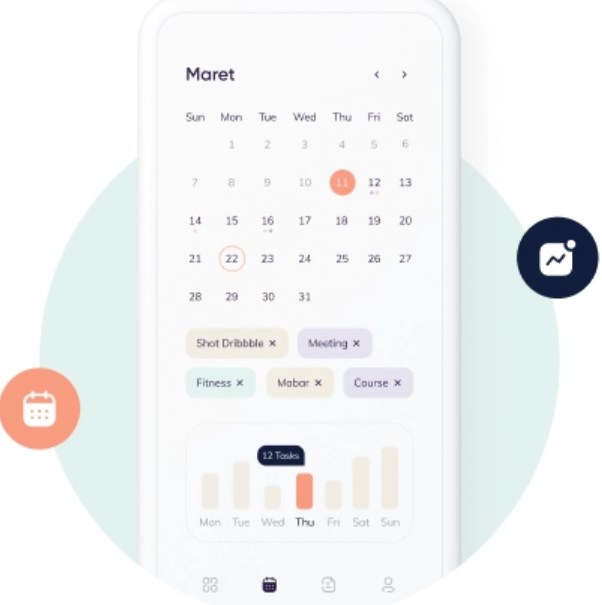 Maret
Sun Mon Tue Wed Thu Fri Sat
1 2 3 4 5 6
7 8 9 10 11 12 13
14 15 16 17 18 19 20
21 22 23 24 25 26 27
28 29 30 31
Shot Dribbble × Meeting ×
Fitness × Mabar × Course ×
12 Tasks
Mon Tue Wed Thu Fri Sat Sun